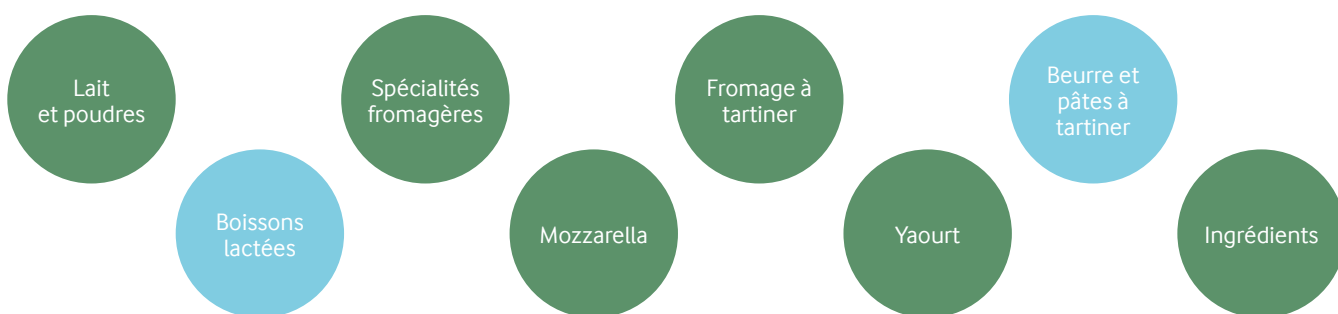 Lait
et poudres
Spécialités
fromagères
Fromage à
tartiner
Beurre et
pâtes à
tartiner
Boissons
lactées
Mozzarella
Yaourt
Ingrédients